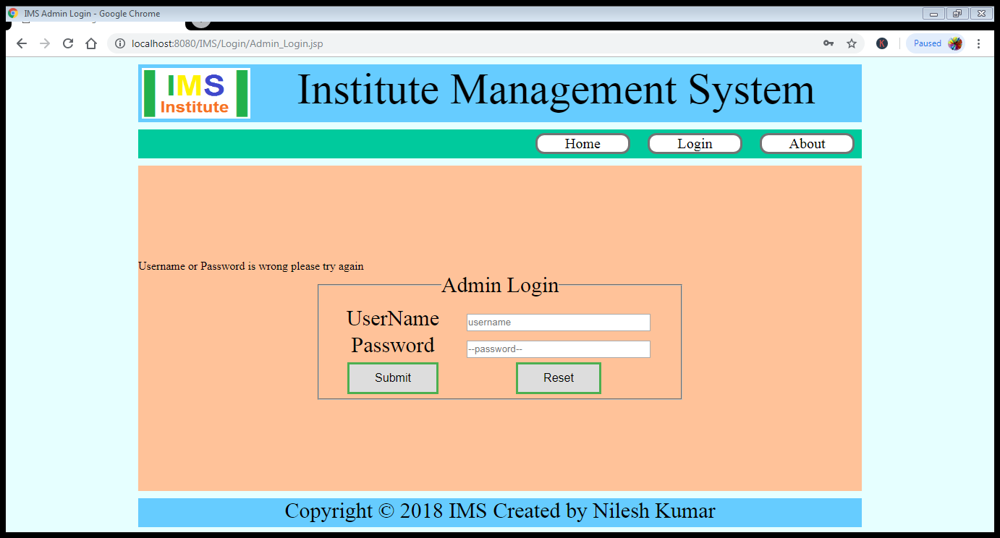 IMS Admin Login - Google Chrome
localhost:8080/IMS/Login/Admin_Login.jsp
K
Paused
IMS
Institute
Institute Management System
Home
Login
About
Username or Password is wrong please try again
Admin Login
UserName
username
Password
--password--
Submit
Reset
Copyright © 2018 IMS Created by Nilesh Kumar